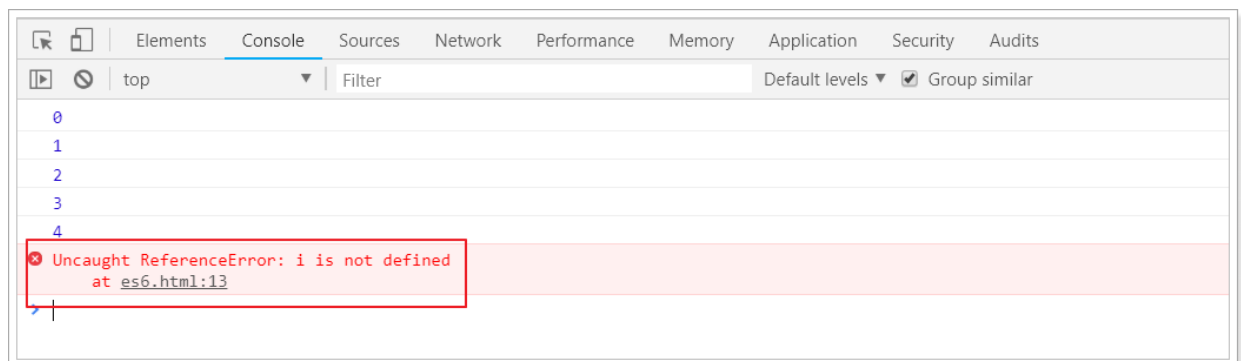 Elements Console Sources Network Performance Memory Application Security Audits
top Filter Default levels Group similar
0
1
2
3
4
Uncaught ReferenceError: i is not defined
at es6.html:13